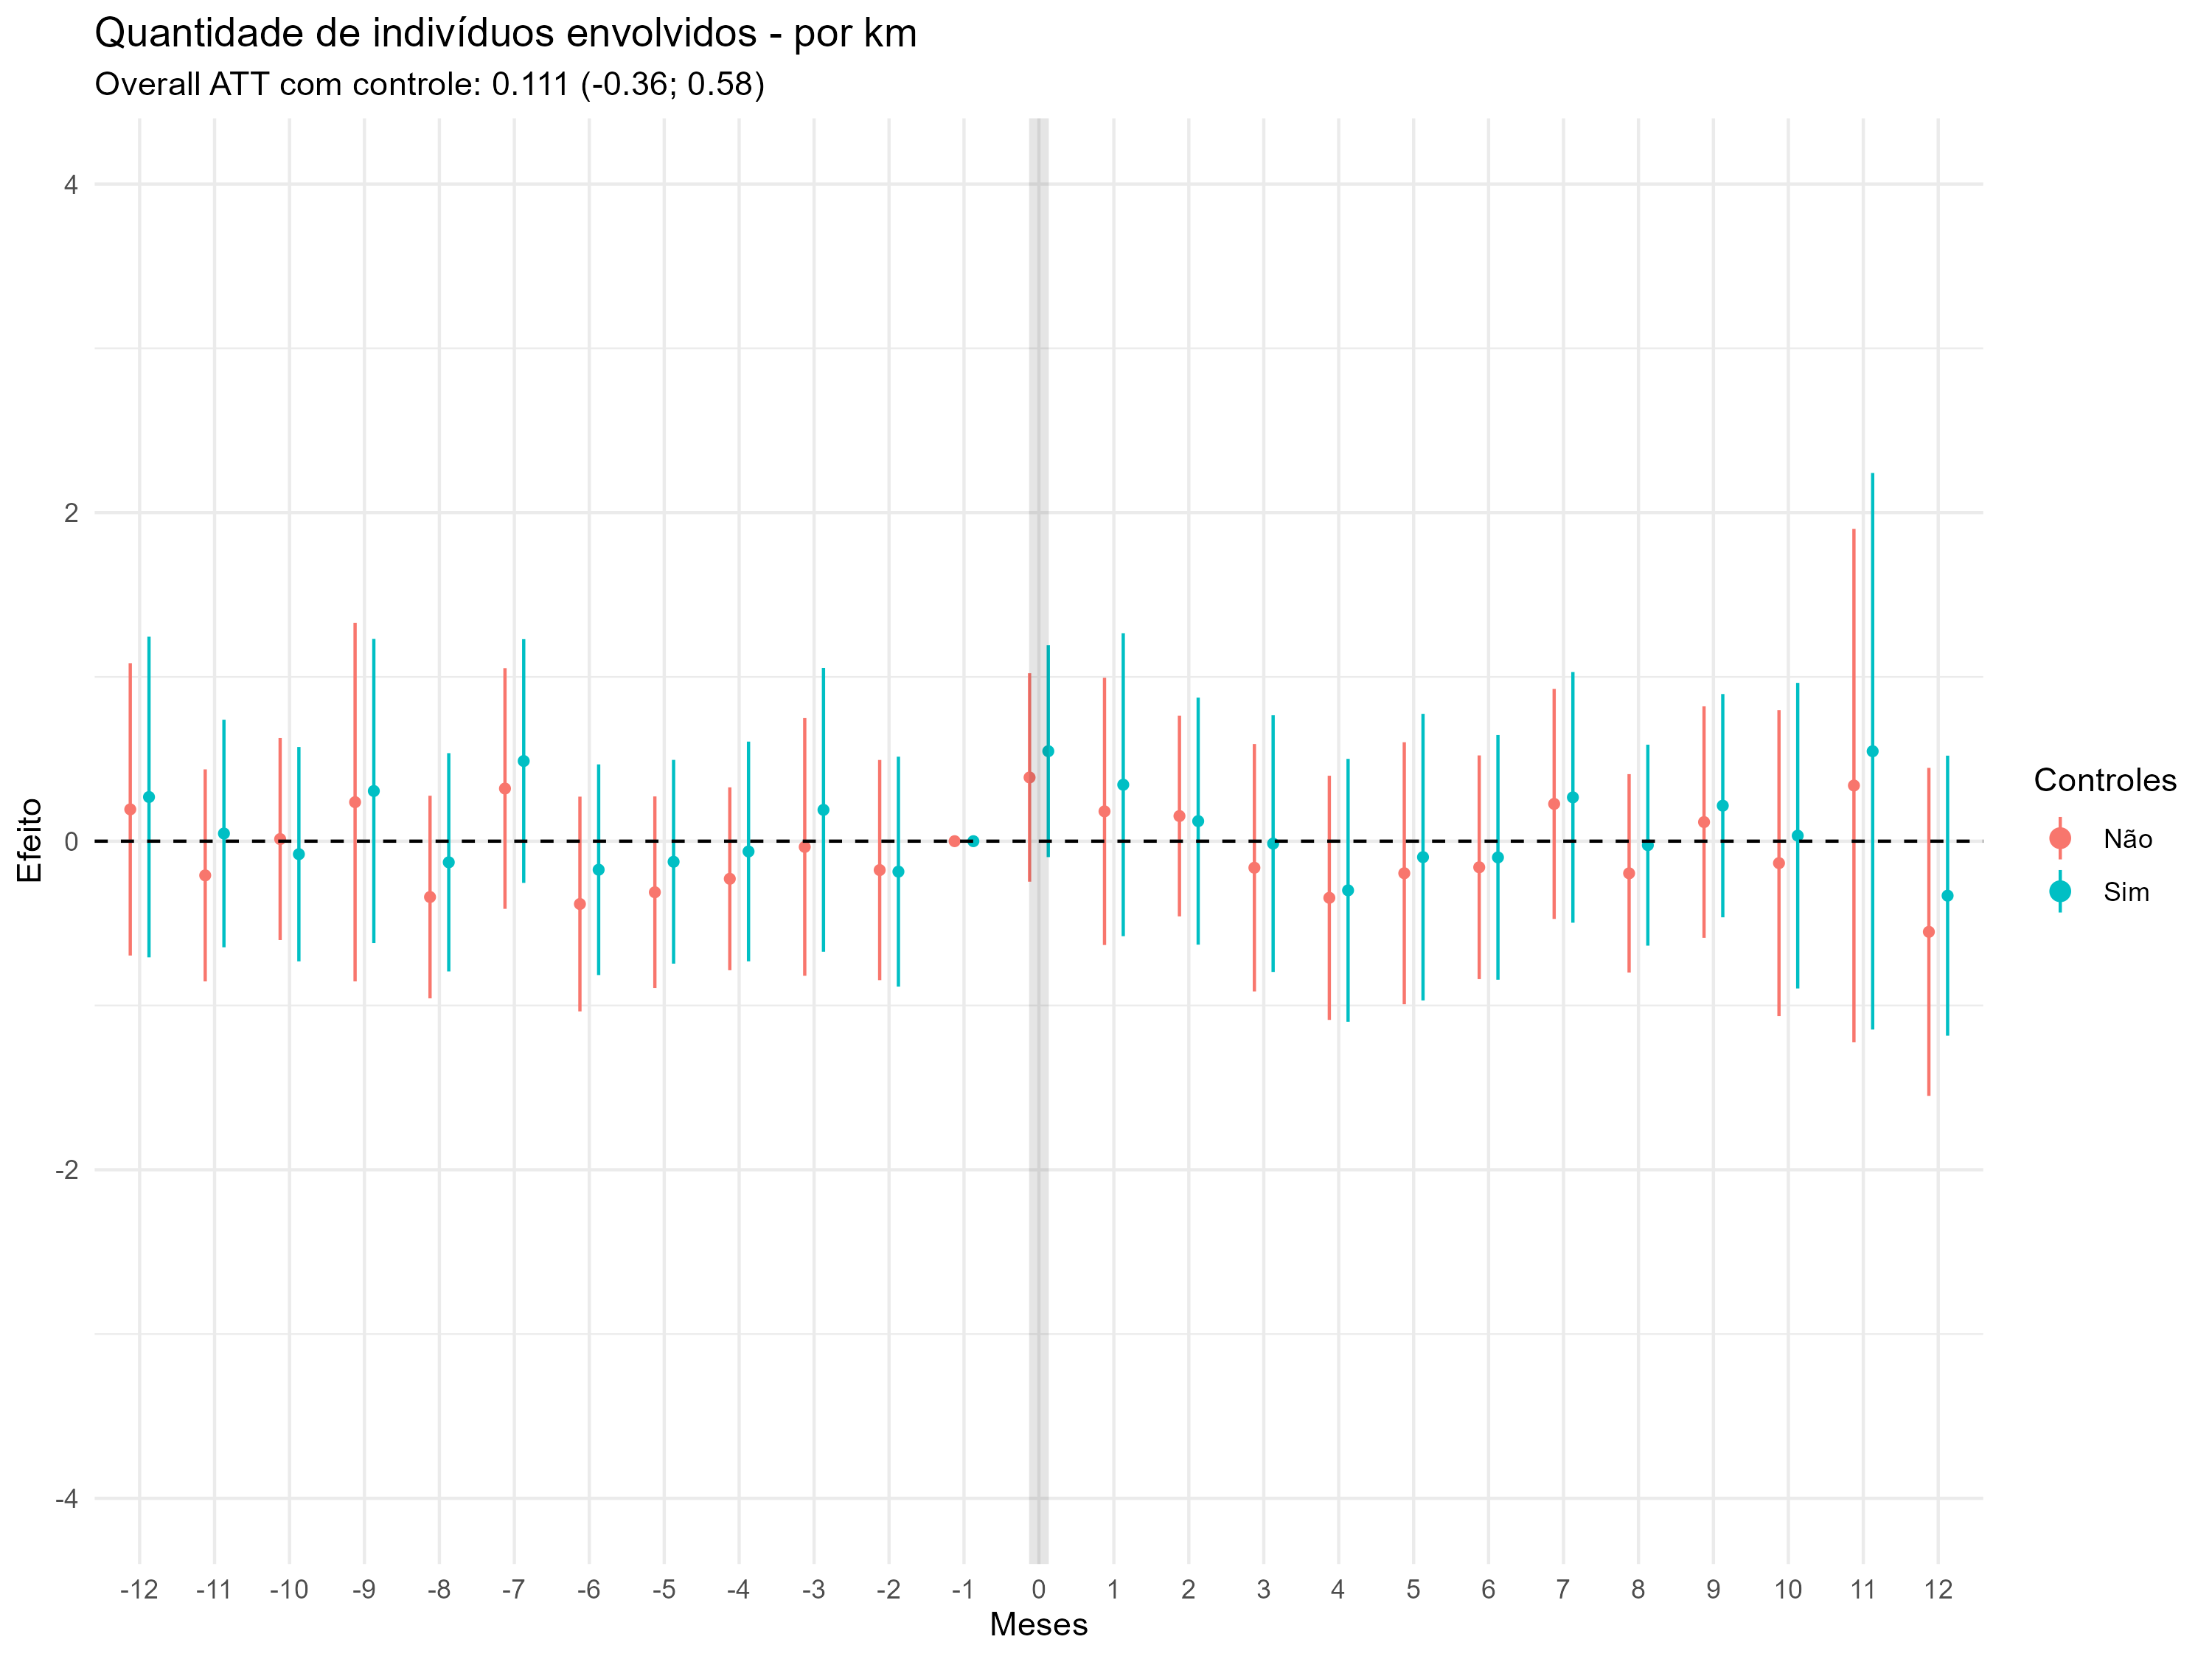 Quantidade de indivíduos envolvidos - por km
Overall ATT com controle: 0.111 (-0.36; 0.58)
4
2
0
-2
-4
Efeito
-12 -11 -10 -9 -8 -7 -6 -5 -4 -3 -2 -1 0 1 2 3 4 5 6 7 8 9 10 11 12
Meses
Controles
Não
Sim